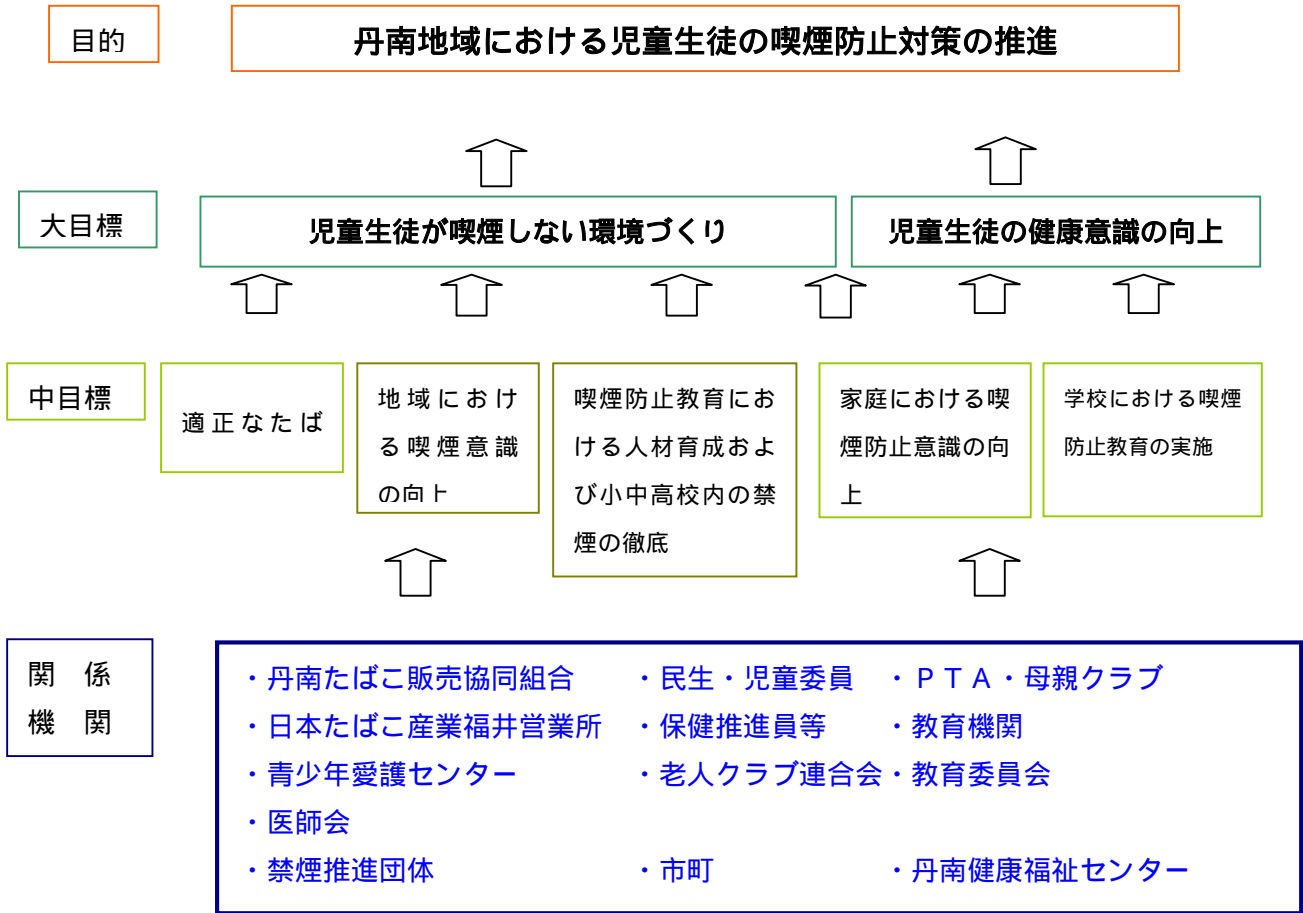 目的
丹南地域における児童生徒の喫煙防止対策の推進
大目標
児童生徒が喫煙しない環境づくり
児童生徒の健康意識の向上
中目標
適正なたば
地域におけ
る喫煙意識
の向上
喫煙防止教育にお
ける人材育成およ
び小中高校内の禁
煙の徹底
家庭における喫
煙防止意識の向
上
学校における喫煙
防止教育の実施
関　係
機　関
・丹南たばこ販売協同組合　・民生・児童委員　・ＰＴＡ・母親クラブ
・日本たばこ産業福井営業所　・保健推進員等　・教育機関
・青少年愛護センター　・老人クラブ連合会・教育委員会
・医師会
・禁煙推進団体　・市町　・丹南健康福祉センター